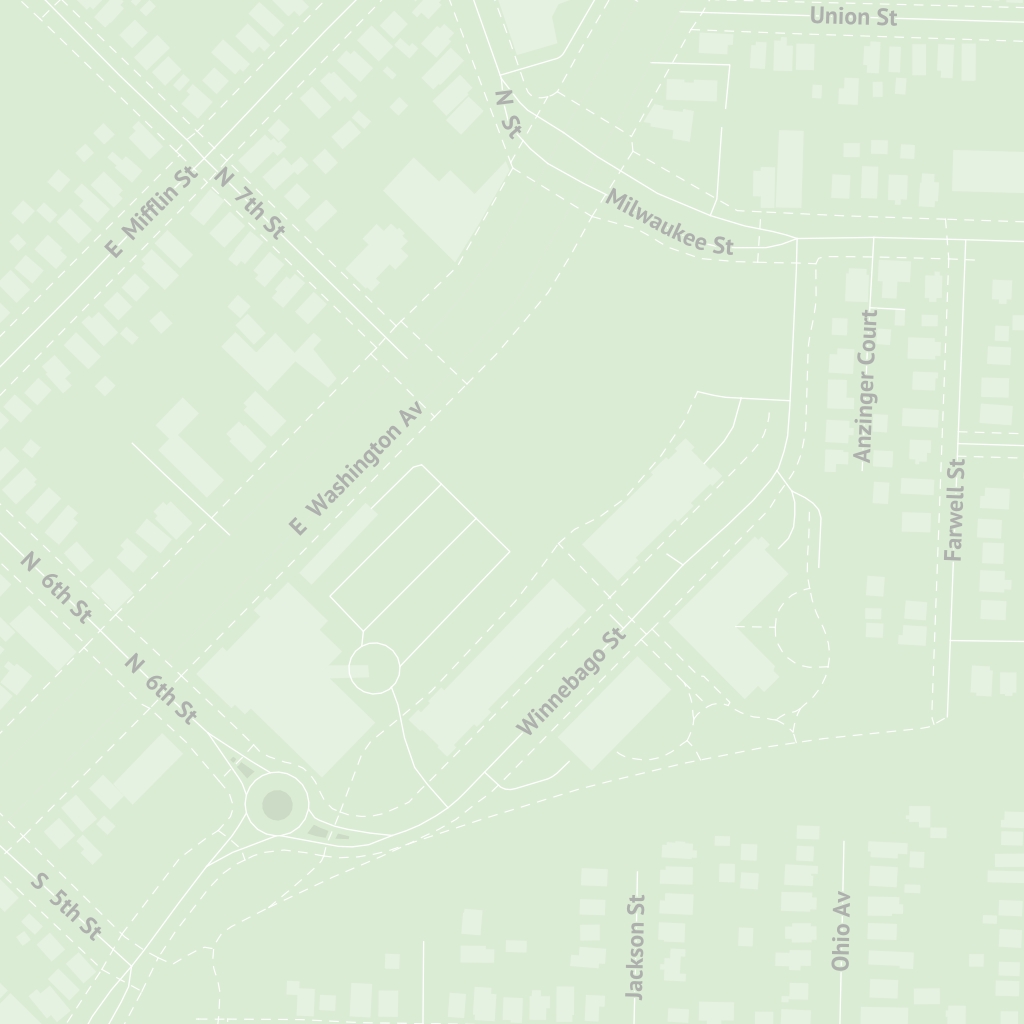 Union St
N St
E Mifflin St
N 7th St
Milwaukee St
Anzinger Court
E Washington Av
Farwell St
N 6th St
N 6th St
Winnebago St
S 5th St
Jackson St
Ohio Av